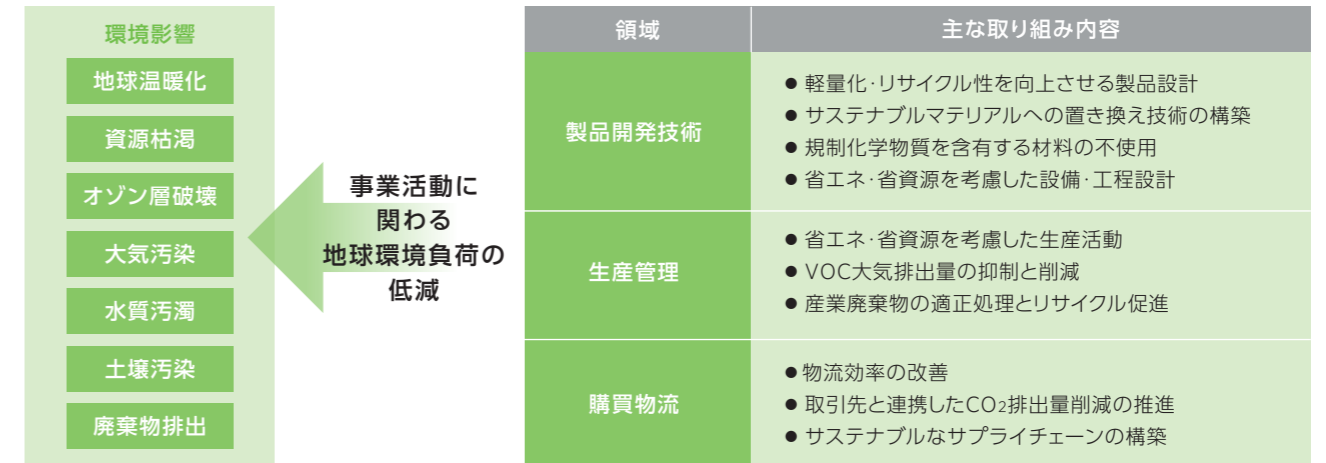 環境影響
地球温暖化
資源枯渇
オゾン層破壊
大気汚染
水質汚濁
土壌汚染
廃棄物排出
事業活動に
関わる
地球環境負荷の
低減
領域
主な取り組み内容
製品開発技術
● 軽量化・リサイクル性を向上させる製品設計
● サステナブルマテリアルへの置き換え技術の構築
● 規制化学物質を含有する材料の不使用
● 省エネ・省資源を考慮した設備・工程設計
生産管理
● 省エネ・省資源を考慮した生産活動
● VOC大気排出量の抑制と削減
● 産業廃棄物の適正処理とリサイクル促進
購買物流
● 物流効率の改善
● 取引先と連携したCO2排出量削減の推進
● サステナブルなサプライチェーンの構築